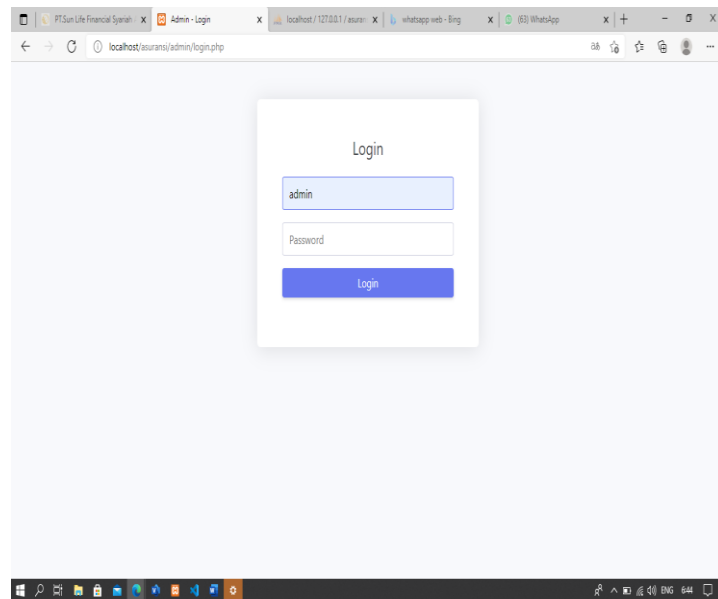 PT.Sun Life Financial Syariah
Admin - Login
localhost / 127.0.0.1 / asuran
whatsapp web - Bing
(63) WhatsApp
localhost/asuransi/admin/login.php
Login
admin
Password
Login
ENG
6:44